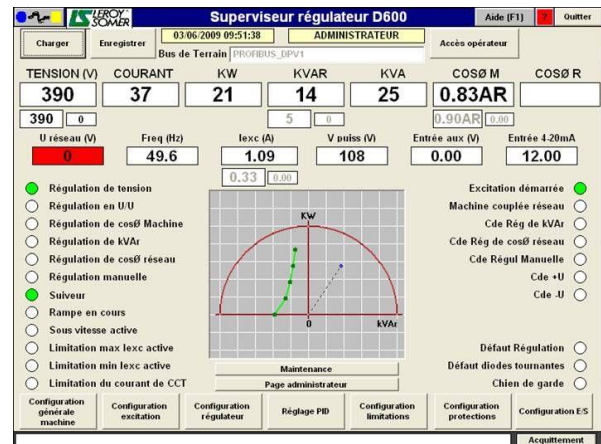 LEROY SOMER Superviseur régulateur D600 Aide (F1) ? Quitter
Charger Enregistrer 03/06/2009 09:51:38 ADMINISTRATEUR Accès opérateur
Bus de Terrain PROFIBUS_DPV1
TENSION (V) COURANT KW KVAR KVA COSØ M COSØ R
390 37 21 14 25 0.83AR
390 0 5 0 0.90AR 0.00
U réseau (V) Freq (Hz) Iexc (A) V puiss (V) Entrée aux (V) Entrée 4-20mA
0 49.6 1.09 108 0.00 12.00
0.33 0.00
Régulation de tension
Régulation en U/U
Régulation de cosØ Machine
Régulation de kVAr
Régulation de cosØ réseau
Régulation manuelle
Suiveur
Rampe en cours
Sous vitesse active
Limitation max Iexc active
Limitation min Iexc active
Limitation du courant de CCT
KW
0 kVAr
Maintenance
Page administrateur
Excitation démarrée
Machine couplée réseau
Cde Rég de kVAr
Cde Rég de cosØ réseau
Cde Régul Manuelle
Cde +U
Cde -U
Défaut Régulation
Défaut diodes tournantes
Chien de garde
Configuration générale machine
Configuration excitation
Configuration régulateur
Réglage PID
Configuration limitations
Configuration protections
Configuration E/S
Acquittement